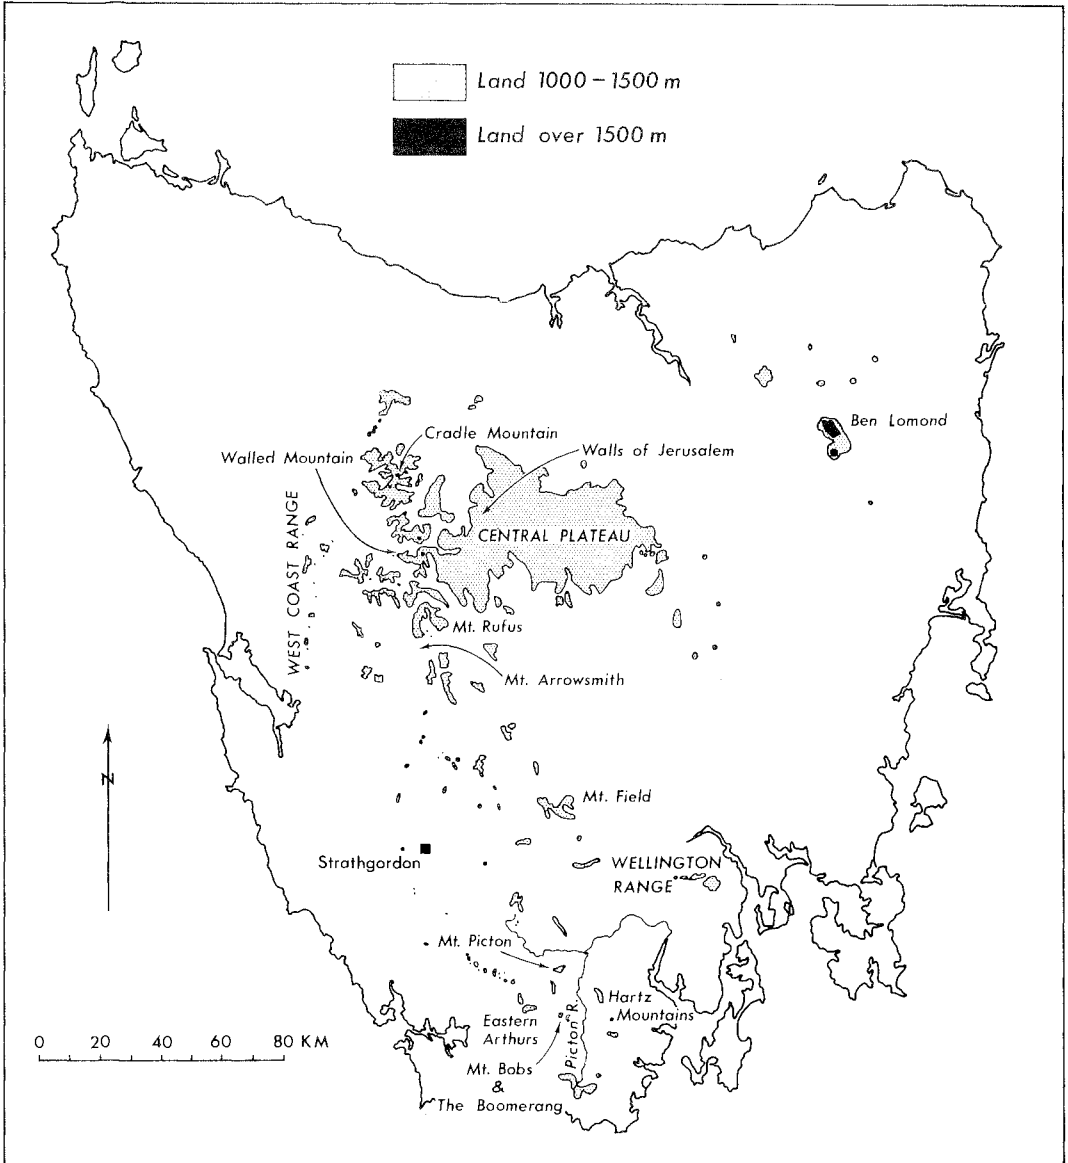 Land 1000 – 1500 m
Land over 1500 m
Ben Lomond
Cradle Mountain
Walled Mountain
Walls of Jerusalem
WEST COAST RANGE
CENTRAL PLATEAU
Mt. Rufus
Mt. Arrowsmith
N
Mt. Field
Strathgordon
WELLINGTON
RANGE
Mt. Picton
Hartz
Mountains
Eastern
Arthurs
Picton R.
0 20 40 60 80 KM
Mt. Bobs
&
The Boomerang